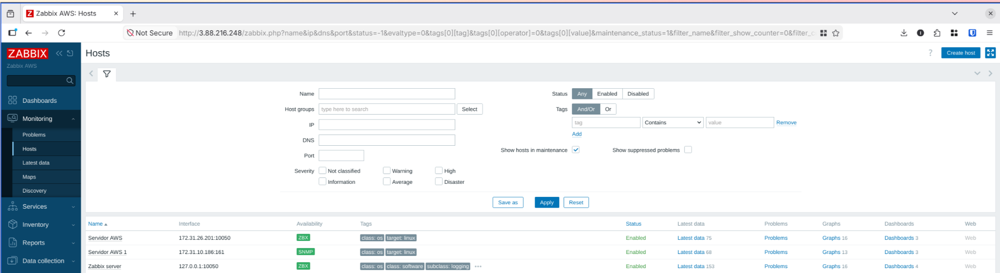 Zabbix AWS: Hosts
Not Secure http://3.88.216.248/zabbix.php?name&ip&dns&port&status=-1&evaltype=0&tags[0][tag]&tags[0][operator]=0&tags[0][value]&maintenance_status=1&filter_name&filter_show_counter=0&filter_c
ZABBIX
Zabbix AWS
Hosts
? Create host
Dashboards
Monitoring
Problems
Hosts
Latest data
Maps
Discovery
Services
Inventory
Reports
Data collection
Name
Host groups type here to search Select
IP
DNS
Port
Severity Not classified Warning High
Information Average Disaster
Status Any Enabled Disabled
Tags And/Or Or
tag Contains value Remove
Add
Show hosts in maintenance Show suppressed problems
Save as Apply Reset
Name Interface Availability Tags Status Latest data Problems Graphs Dashboards Web
Servidor AWS 172.31.26.201:10050 ZBX class: os target: linux Enabled Latest data 75 Problems Graphs 16 Dashboards 3 Web
Servidor AWS 1 172.31.10.186:161 SNMP class: os target: linux Enabled Latest data 68 Problems Graphs 13 Dashboards 3 Web
Zabbix server 127.0.0.1:10050 ZBX class: os class: software subclass: logging ••• Enabled Latest data 153 Problems Graphs 16 Dashboards 4 Web